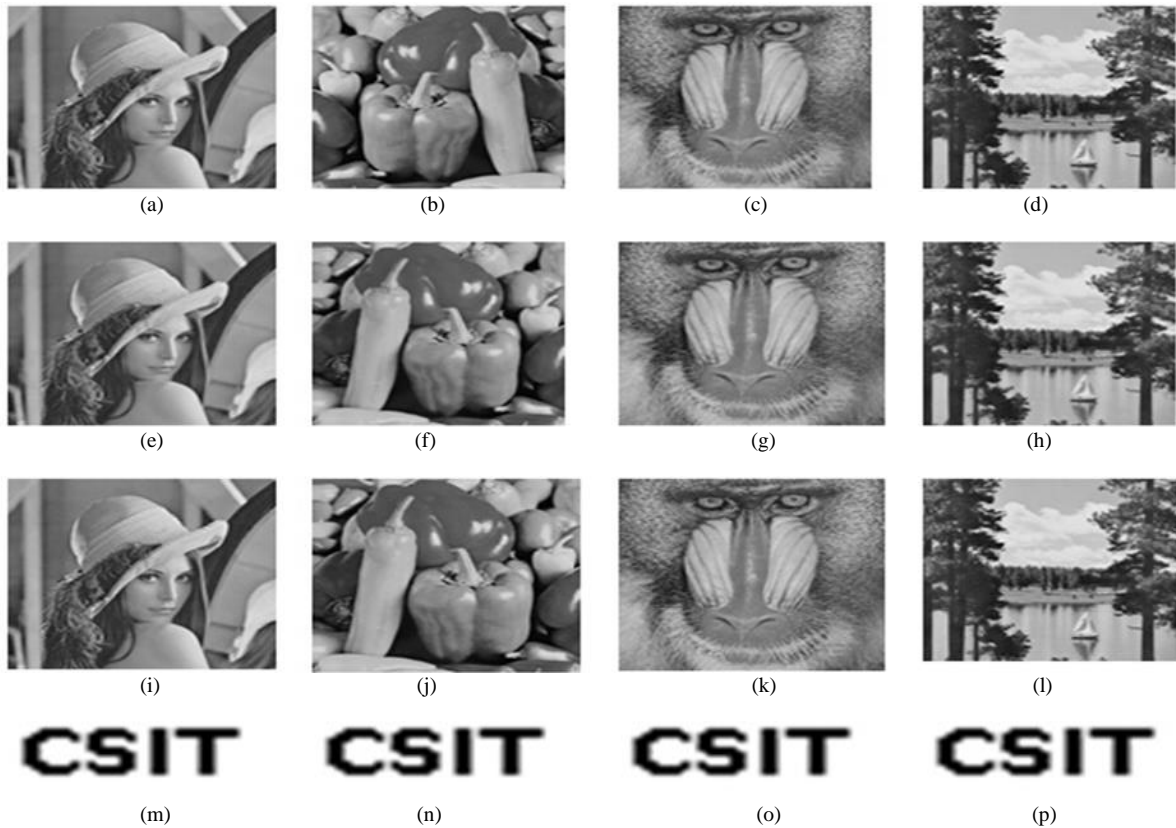 (a) (b) (c) (d)
(e) (f) (g) (h)
(i) (j) (k) (l)
CSIT CSIT CSIT CSIT
(m) (n) (o) (p)